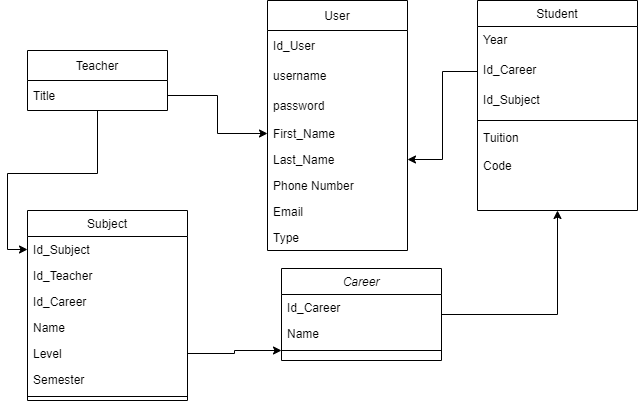 User
Id_User
username
password
First_Name
Last_Name
Phone Number
Email
Type
Student
Year
Id_Career
Id_Subject
Tuition
Code
Teacher
Title
Subject
Id_Subject
Id_Teacher
Id_Career
Name
Level
Semester
Career
Id_Career
Name